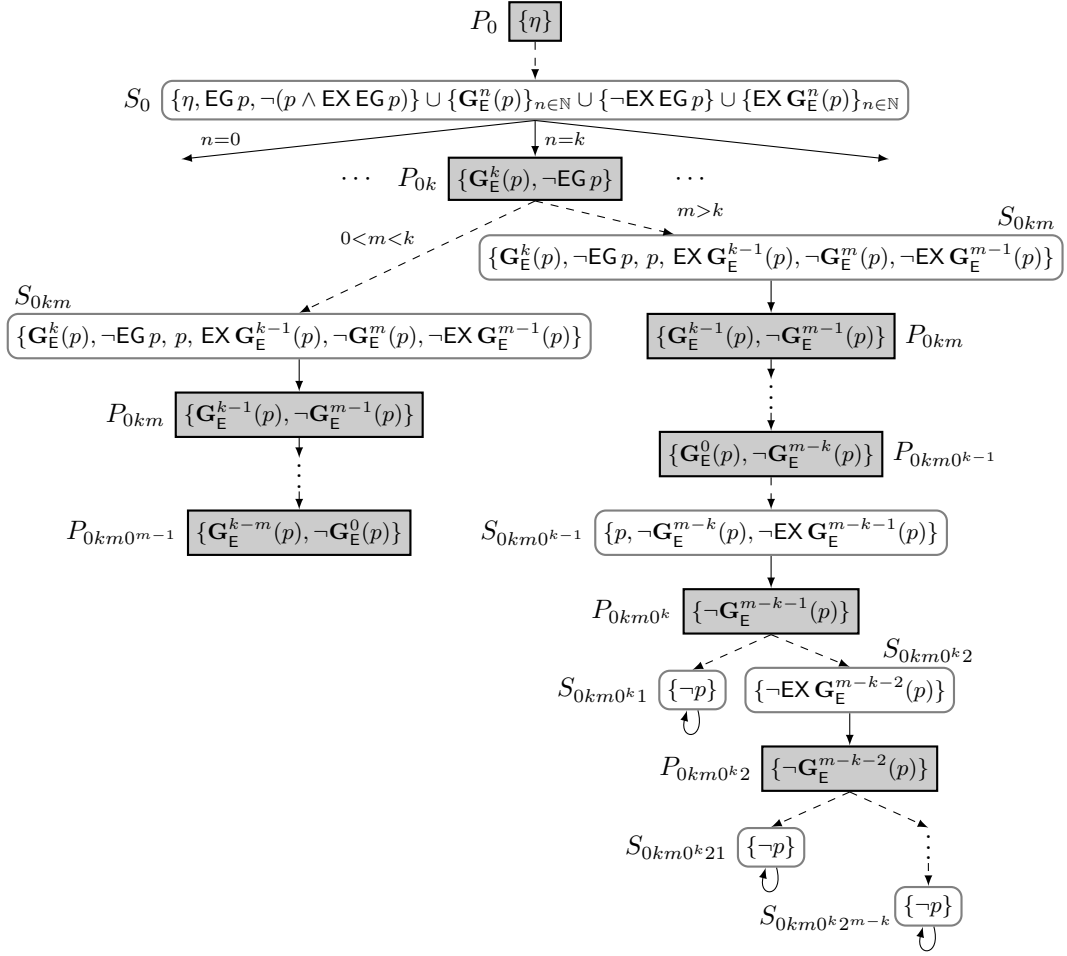 P_0 {η}
S_0 {η, EG p, ¬(p ∧ EX EG p)} ∪ {G_E^n(p)}_{n∈ℕ} ∪ {¬EX EG p} ∪ {EX G_E^n(p)}_{n∈ℕ}
n=0 n=k
··· P_{0k} {G_E^k(p), ¬EG p} ···
0<m<k m>k
S_{0km}
{G_E^k(p), ¬EG p, p, EX G_E^{k−1}(p), ¬G_E^m(p), ¬EX G_E^{m−1}(p)}
S_{0km}
{G_E^k(p), ¬EG p, p, EX G_E^{k−1}(p), ¬G_E^m(p), ¬EX G_E^{m−1}(p)}
{G_E^{k−1}(p), ¬G_E^{m−1}(p)} P_{0km}
P_{0km} {G_E^{k−1}(p), ¬G_E^{m−1}(p)}
{G_E^0(p), ¬G_E^{m−k}(p)} P_{0km0^{k−1}}
P_{0km0^{m−1}} {G_E^{k−m}(p), ¬G_E^0(p)}
S_{0km0^{k−1}} {p, ¬G_E^{m−k}(p), ¬EX G_E^{m−k−1}(p)}
P_{0km0^k} {¬G_E^{m−k−1}(p)}
S_{0km0^k2}
S_{0km0^k1} {¬p} {¬EX G_E^{m−k−2}(p)}
P_{0km0^k2} {¬G_E^{m−k−2}(p)}
S_{0km0^k21} {¬p}
S_{0km0^k2^{m−k}} {¬p}